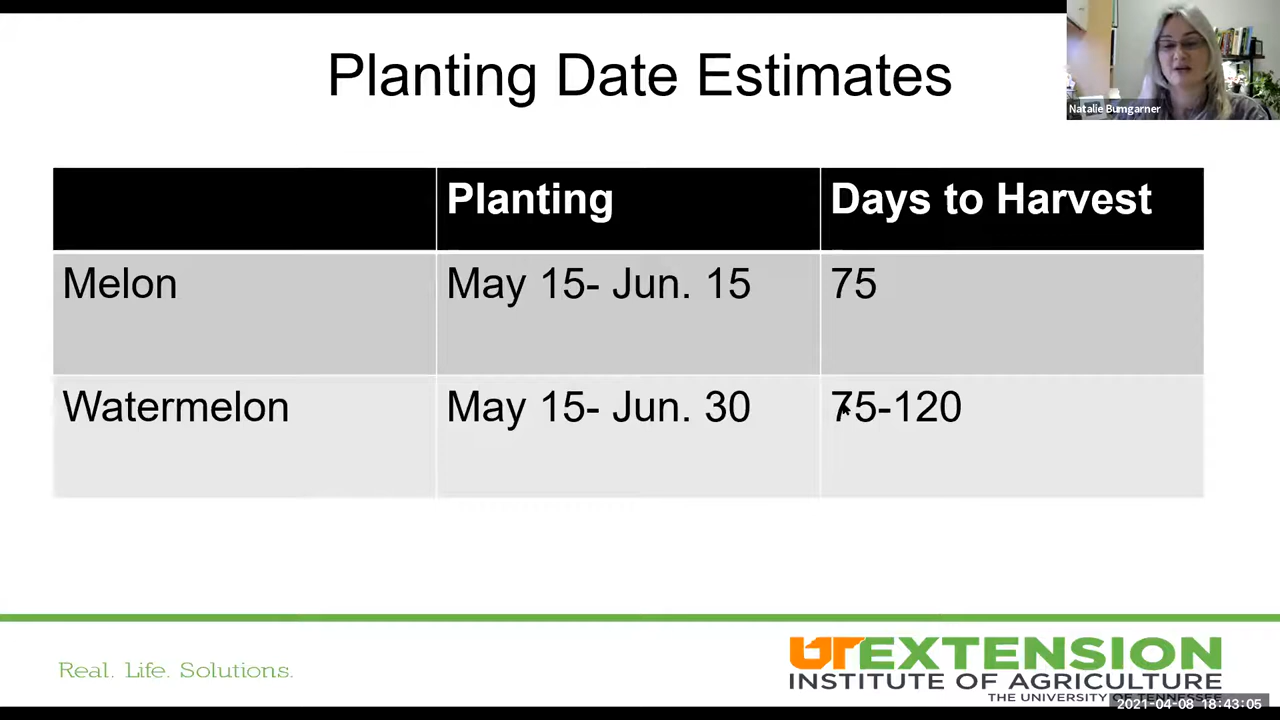 Planting Date Estimates
Natalie Bumgarner
Planting Days to Harvest
Melon May 15- Jun. 15 75
Watermelon May 15- Jun. 30 75-120
Real. Life. Solutions.
UT EXTENSION
INSTITUTE OF AGRICULTURE
THE UNIVERSITY OF TENNESSEE
2021-04-08 18:43:05